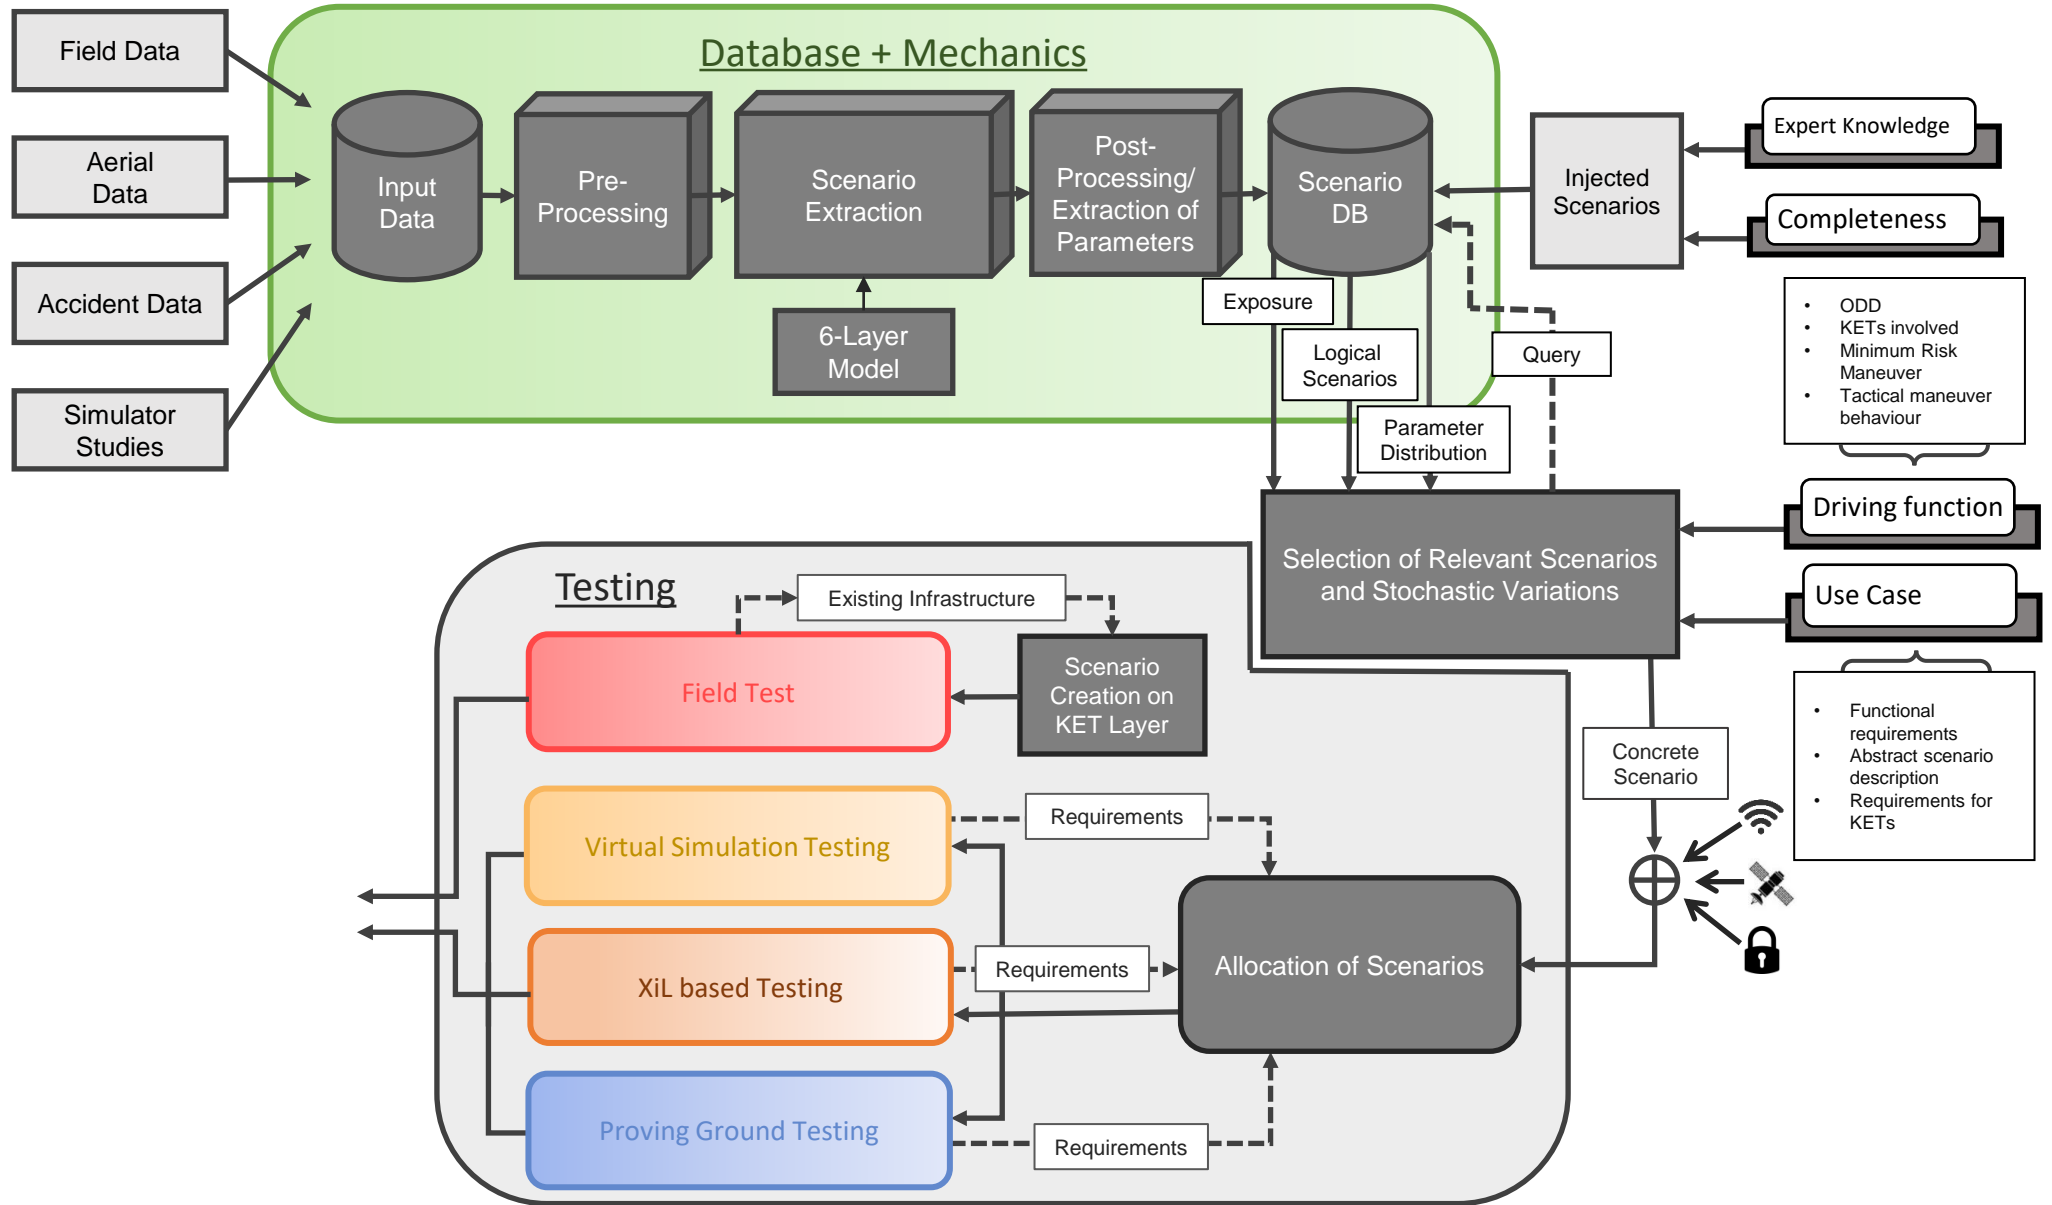 Field Data
Aerial
Data
Accident Data
Simulator
Studies
Database + Mechanics
Input
Data
Pre-
Processing
Scenario
Extraction
6-Layer
Model
Post-
Processing/
Extraction of
Parameters
Scenario
DB
Injected
Scenarios
Expert Knowledge
Completeness
Exposure
Logical
Scenarios
Parameter
Distribution
Query
• ODD
• KETs involved
• Minimum Risk
Maneuver
• Tactical maneuver
behaviour
Driving function
Use Case
Selection of Relevant Scenarios
and Stochastic Variations
• Functional
requirements
• Abstract scenario
description
• Requirements for
KETs
Concrete
Scenario
Testing
Existing Infrastructure
Field Test
Scenario
Creation on
KET Layer
Virtual Simulation Testing
Requirements
XiL based Testing
Requirements
Allocation of Scenarios
Proving Ground Testing
Requirements